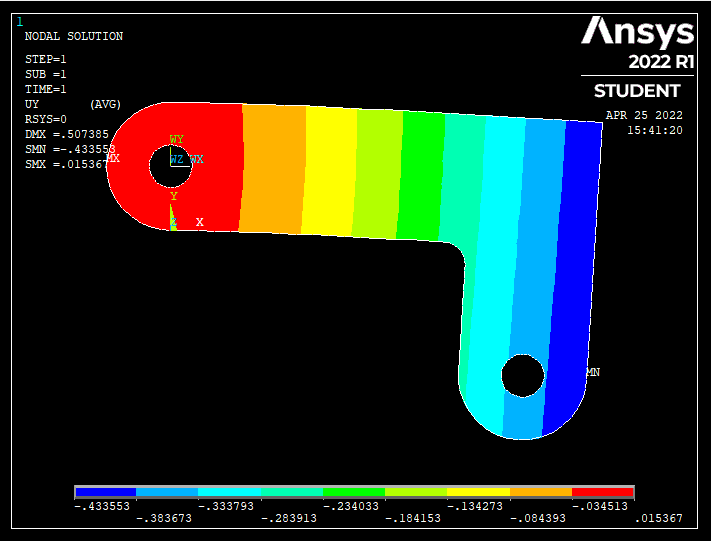 1
NODAL SOLUTION
STEP=1
SUB =1
TIME=1
UY (AVG)
RSYS=0
DMX =.507385
SMN =-.433553
SMX =.015367
Ansys
2022 R1
STUDENT
APR 25 2022
15:41:20
MX
WY
WZ WX
Y
Z X
MN
-.433553 -.333793 -.234033 -.134273 -.034513
-.383673 -.283913 -.184153 -.084393 .015367